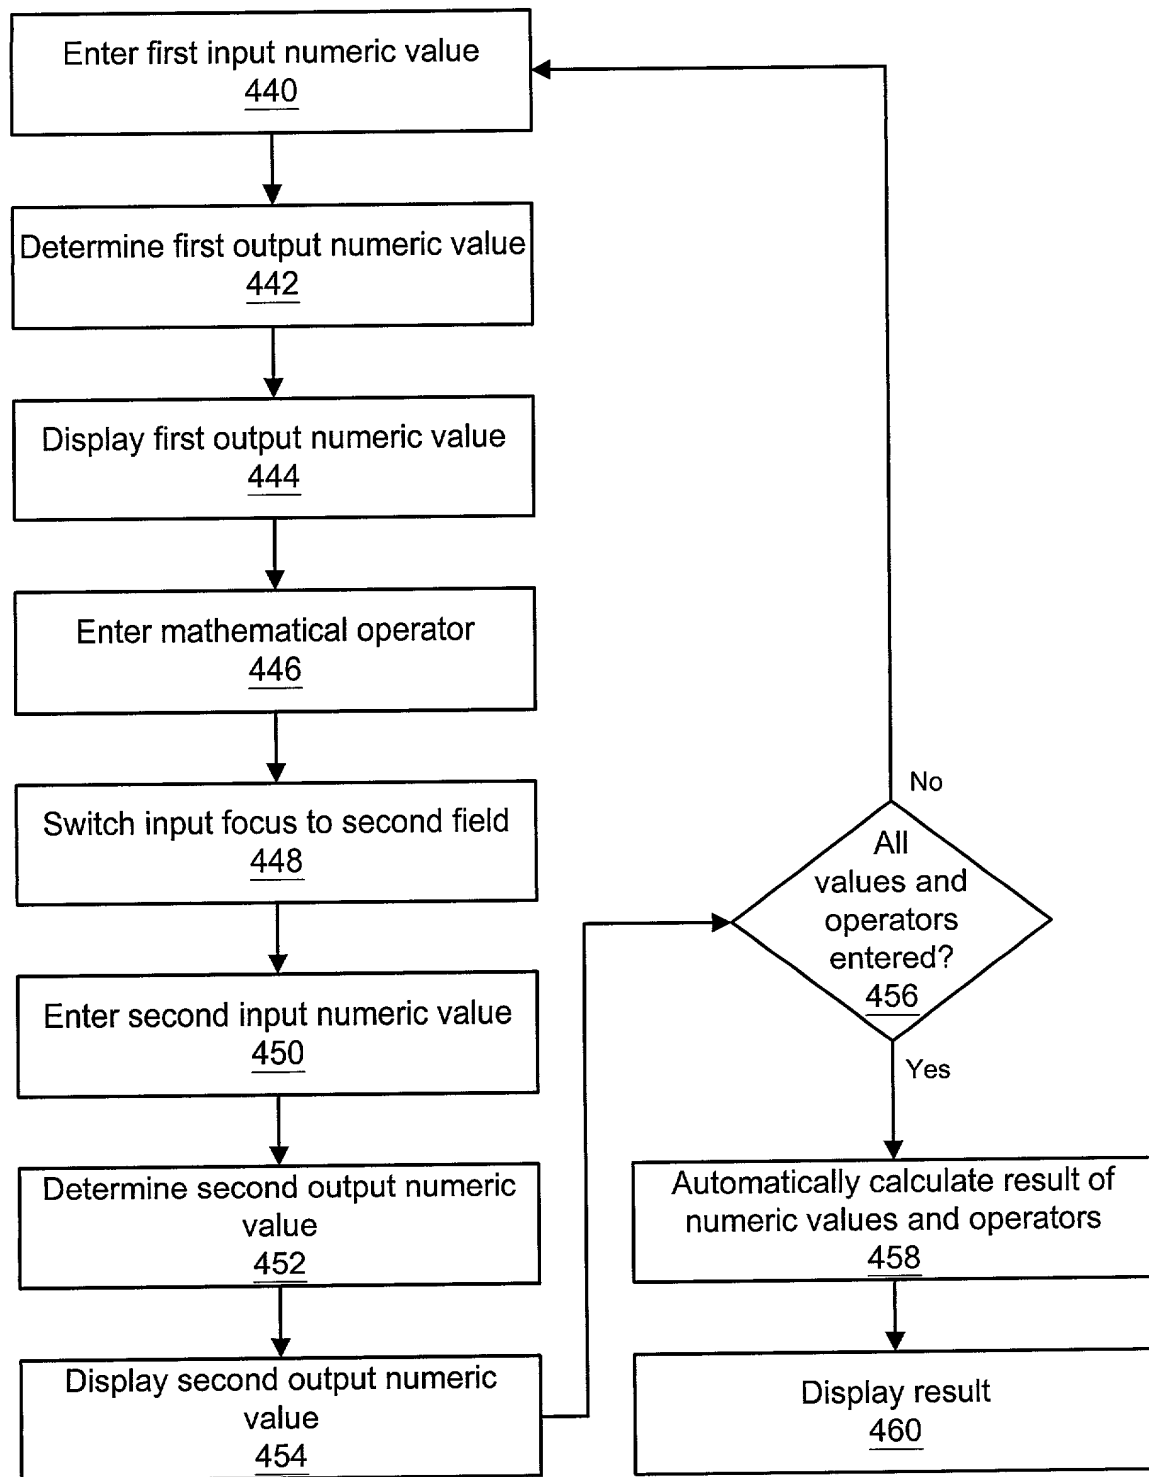 Enter first input numeric value
440
Determine first output numeric value
442
Display first output numeric value
444
Enter mathematical operator
446
Switch input focus to second field
448
Enter second input numeric value
450
Determine second output numeric
value
452
Display second output numeric
value
454
No
All
values and
operators
entered?
456
Yes
Automatically calculate result of
numeric values and operators
458
Display result
460